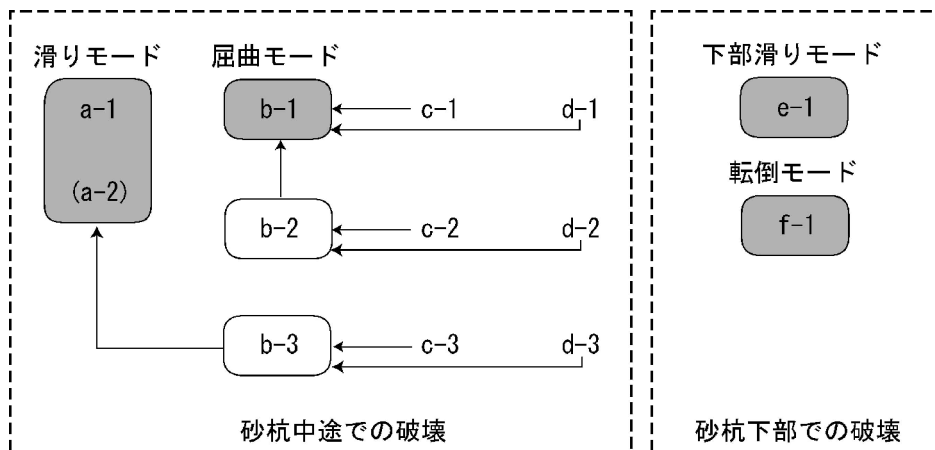 滑りモード
屈曲モード
a-1
(a-2)
b-1
c-1
d-1
b-2
c-2
d-2
b-3
c-3
d-3
砂杭中途での破壊
下部滑りモード
e-1
転倒モード
f-1
砂杭下部での破壊